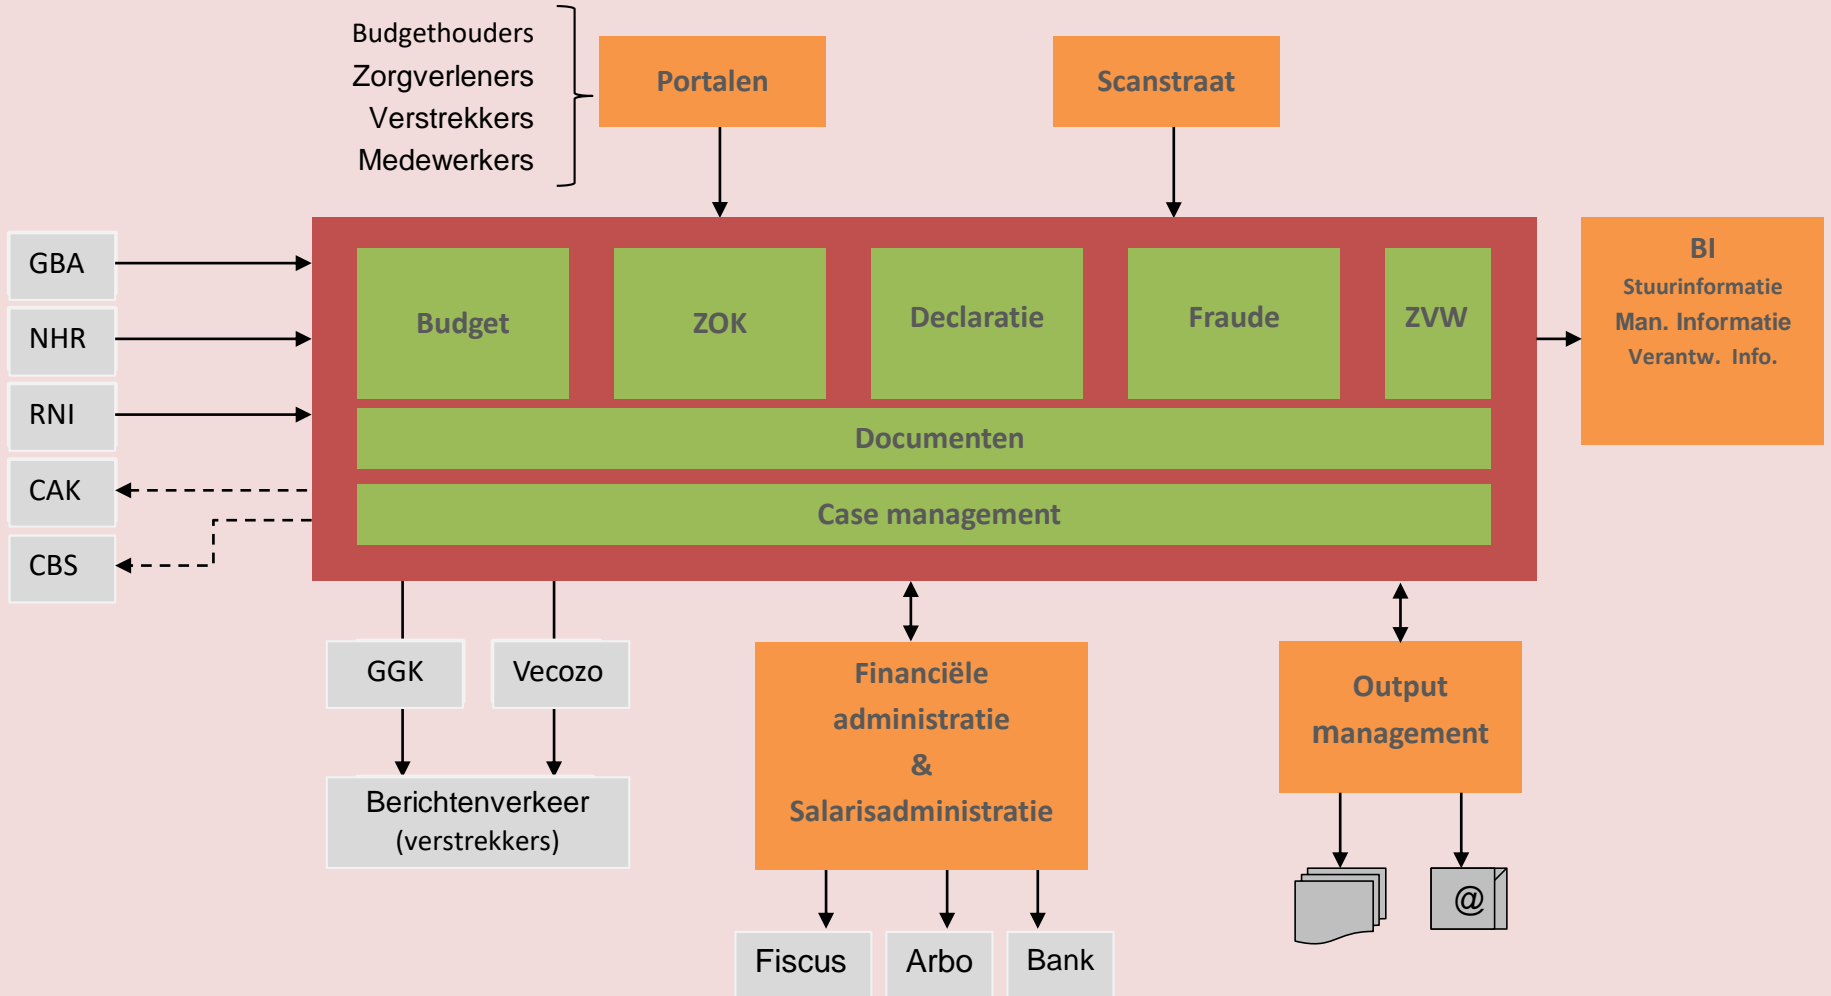 Budgethouders
Zorgverleners
Verstrekkers
Medewerkers
Portalen
Scanstraat
GBA
NHR
RNI
CAK
CBS
Budget
ZOK
Declaratie
Fraude
ZVW
Documenten
Case management
BI
Stuurinformatie
Man. Informatie
Verantw. Info.
GGK
Vecozo
Berichtenverkeer
(verstrekkers)
Financiële
administratie
&
Salarisadministratie
Output
management
Fiscus
Arbo
Bank
@